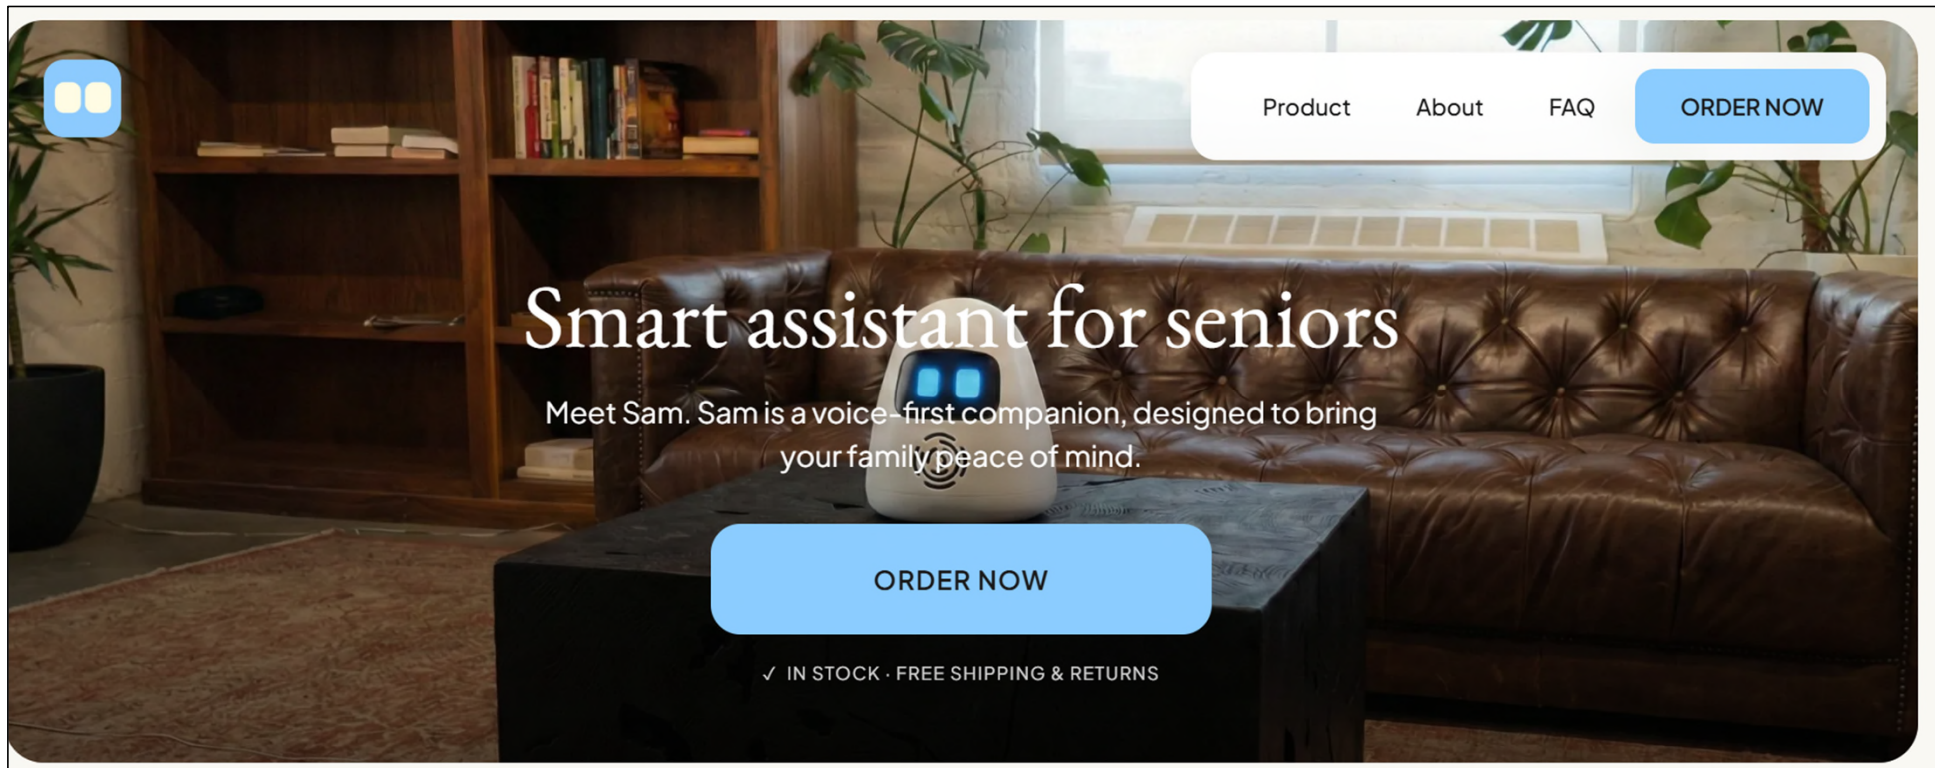 Product
About
FAQ
ORDER NOW
Smart assistant for seniors
Meet Sam. Sam is a voice-first companion, designed to bring
your family peace of mind.
ORDER NOW
✓ IN STOCK · FREE SHIPPING & RETURNS